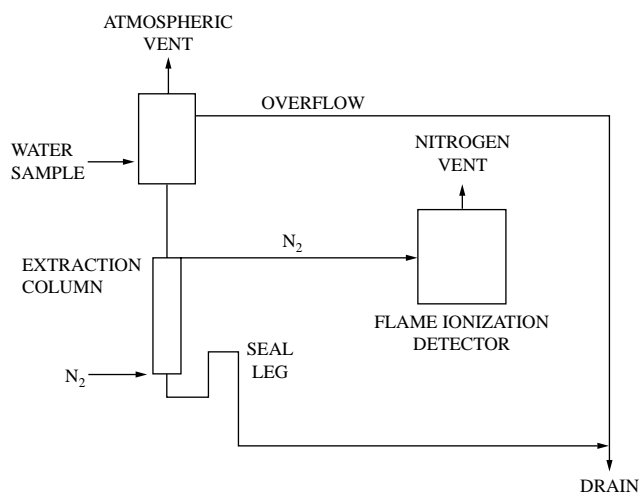 ATMOSPHERIC
VENT
OVERFLOW
WATER
SAMPLE
NITROGEN
VENT
N₂
EXTRACTION
COLUMN
FLAME IONIZATION
DETECTOR
SEAL
LEG
N₂
DRAIN